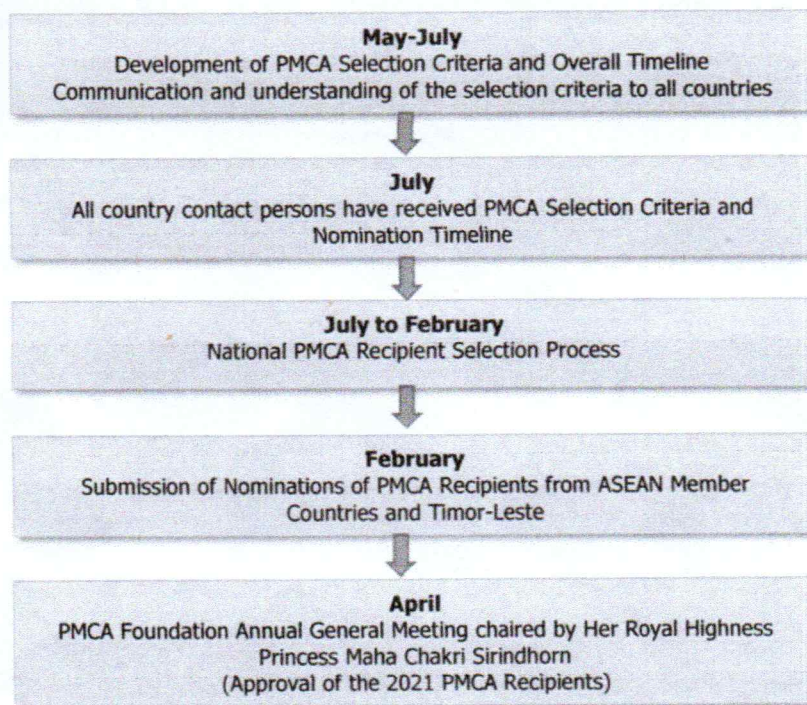 May-July
Development of PMCA Selection Criteria and Overall Timeline
Communication and understanding of the selection criteria to all countries
July
All country contact persons have received PMCA Selection Criteria and
Nomination Timeline
July to February
National PMCA Recipient Selection Process
February
Submission of Nominations of PMCA Recipients from ASEAN Member
Countries and Timor-Leste
April
PMCA Foundation Annual General Meeting chaired by Her Royal Highness
Princess Maha Chakri Sirindhorn
(Approval of the 2021 PMCA Recipients)